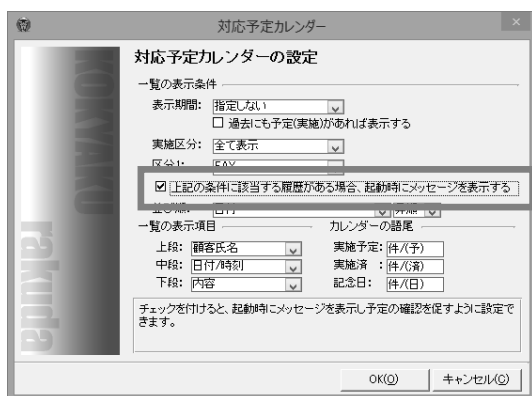 対応予定カレンダー
対応予定カレンダーの設定
一覧の表示条件
表示期間: 指定しない
過去にも予定(実施)があれば表示する
実施区分: 全て表示
区分1: FAX
上記の条件に該当する履歴がある場合、起動時にメッセージを表示する
並び順: 日付 昇順
一覧の表示項目 カレンダーの語尾
上段: 顧客氏名 実施予定: 件/(予)
中段: 日付/時刻 実施済 : 件/(済)
下段: 内容 記念日: 件/(日)
チェックを付けると、起動時にメッセージを表示し予定の確認を促すように設定で
きます。
OK(O) キャンセル(C)
KOKYAKU
rakuda